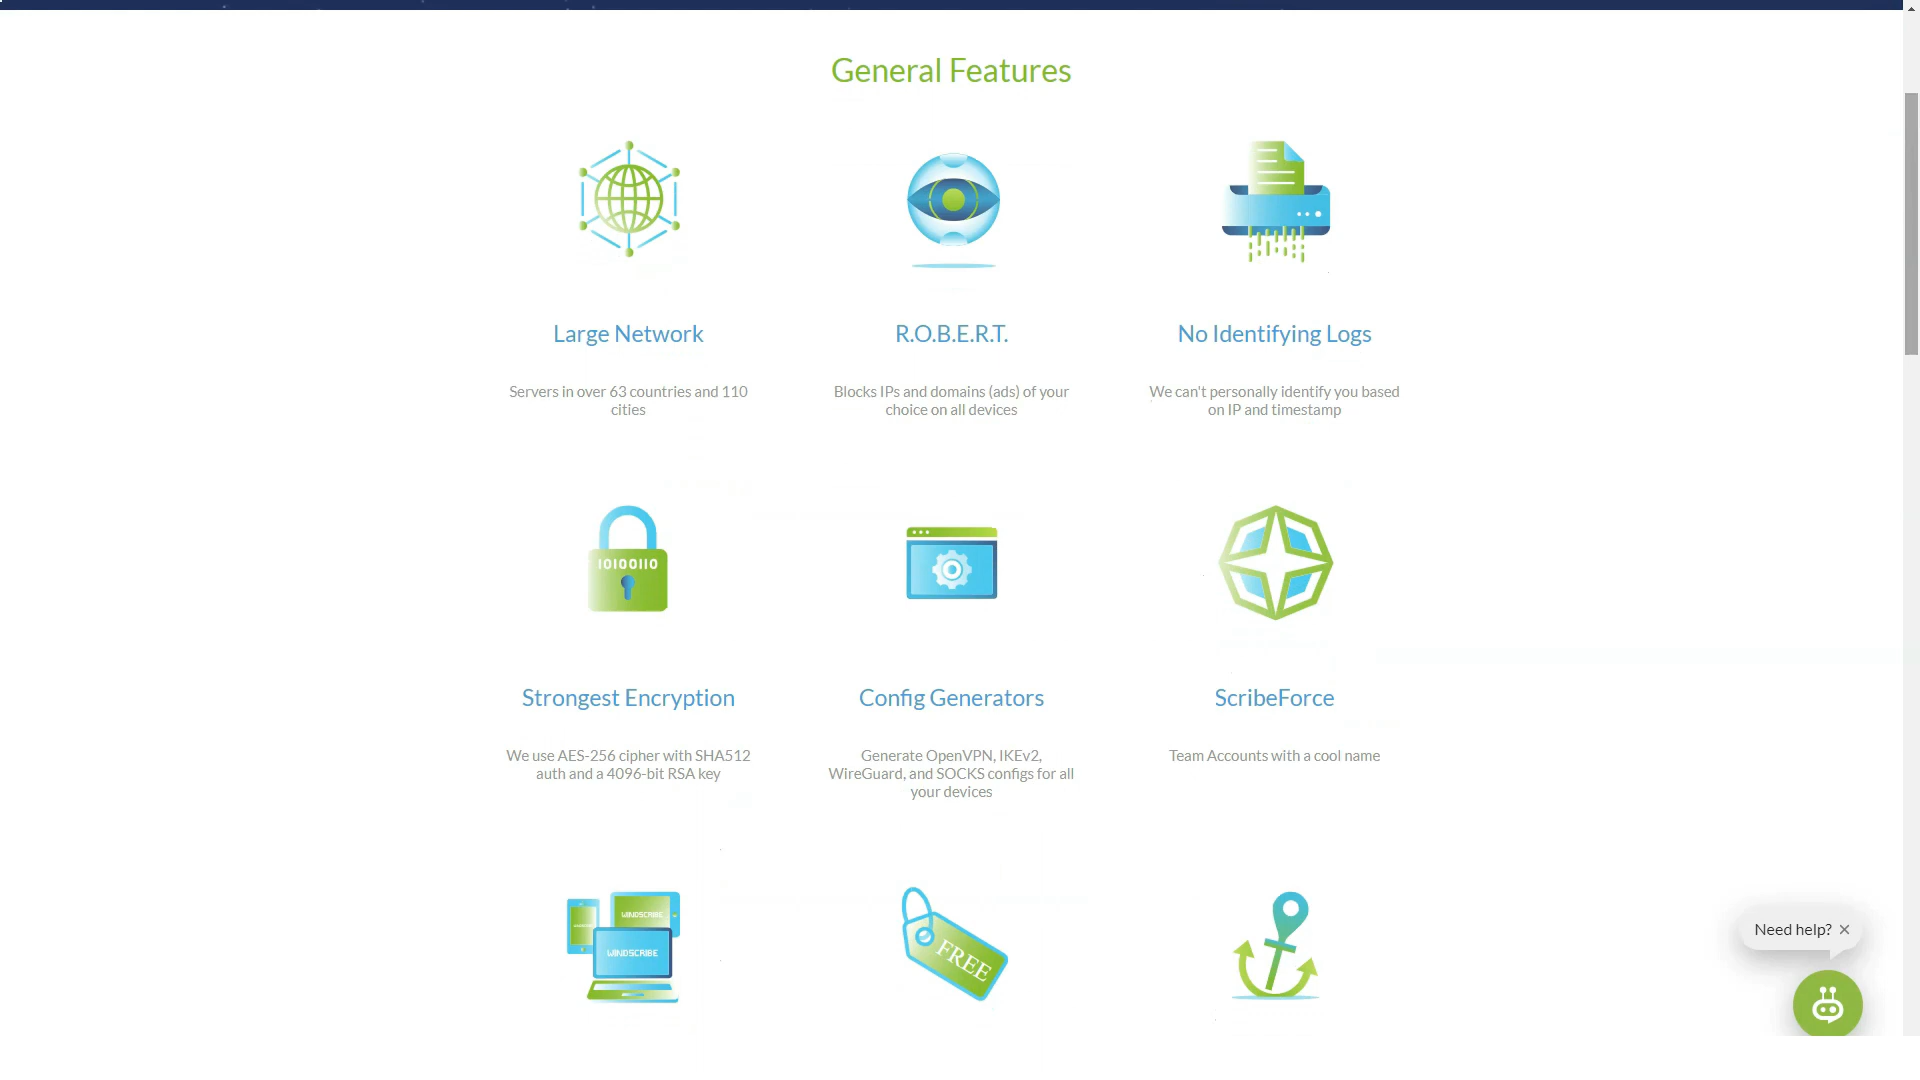 General Features
Large Network
R.O.B.E.R.T.
No Identifying Logs
Servers in over 63 countries and 110
cities
Blocks IPs and domains (ads) of your
choice on all devices
We can't personally identify you based
on IP and timestamp
10100110
Strongest Encryption
Config Generators
ScribeForce
We use AES-256 cipher with SHA512
auth and a 4096-bit RSA key
Generate OpenVPN, IKEv2,
WireGuard, and SOCKS configs for all
your devices
Team Accounts with a cool name
WINDSCRIBE
WINDSCRIBE
FREE
Need help?